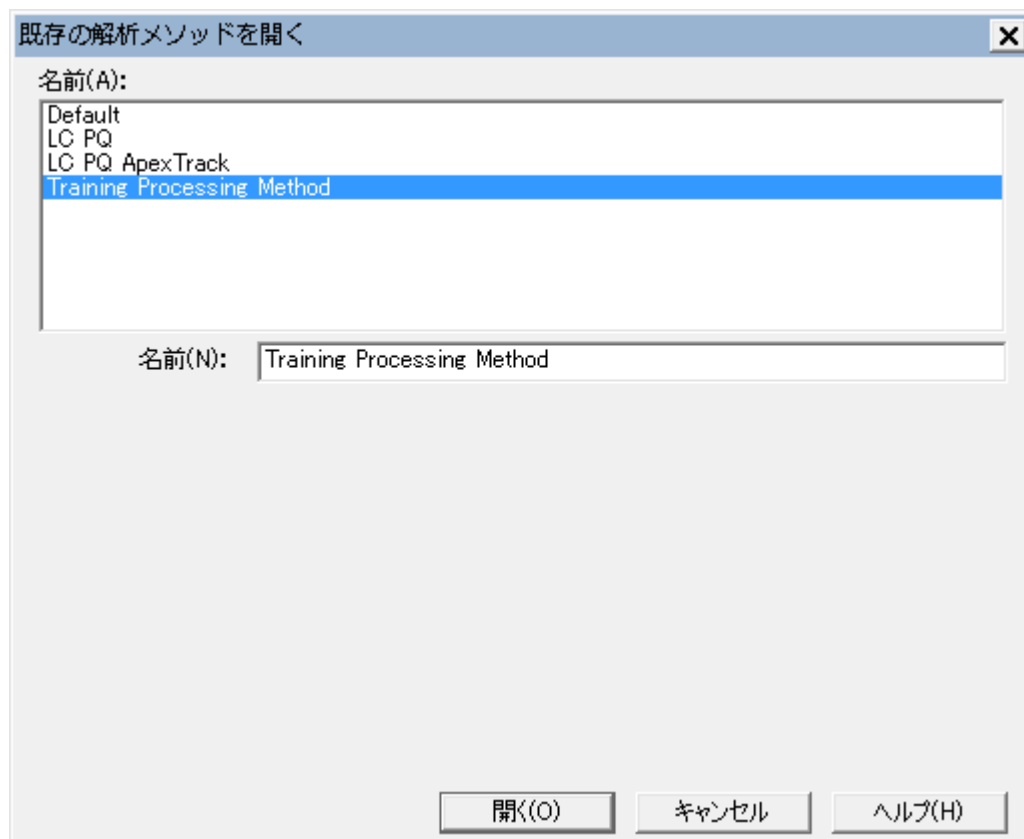 既存の解析メソッドを開く
名前(A):
Default
LC PQ
LC PQ ApexTrack
Training Processing Method
名前(N): Training Processing Method
開く(O) キャンセル ヘルプ(H)